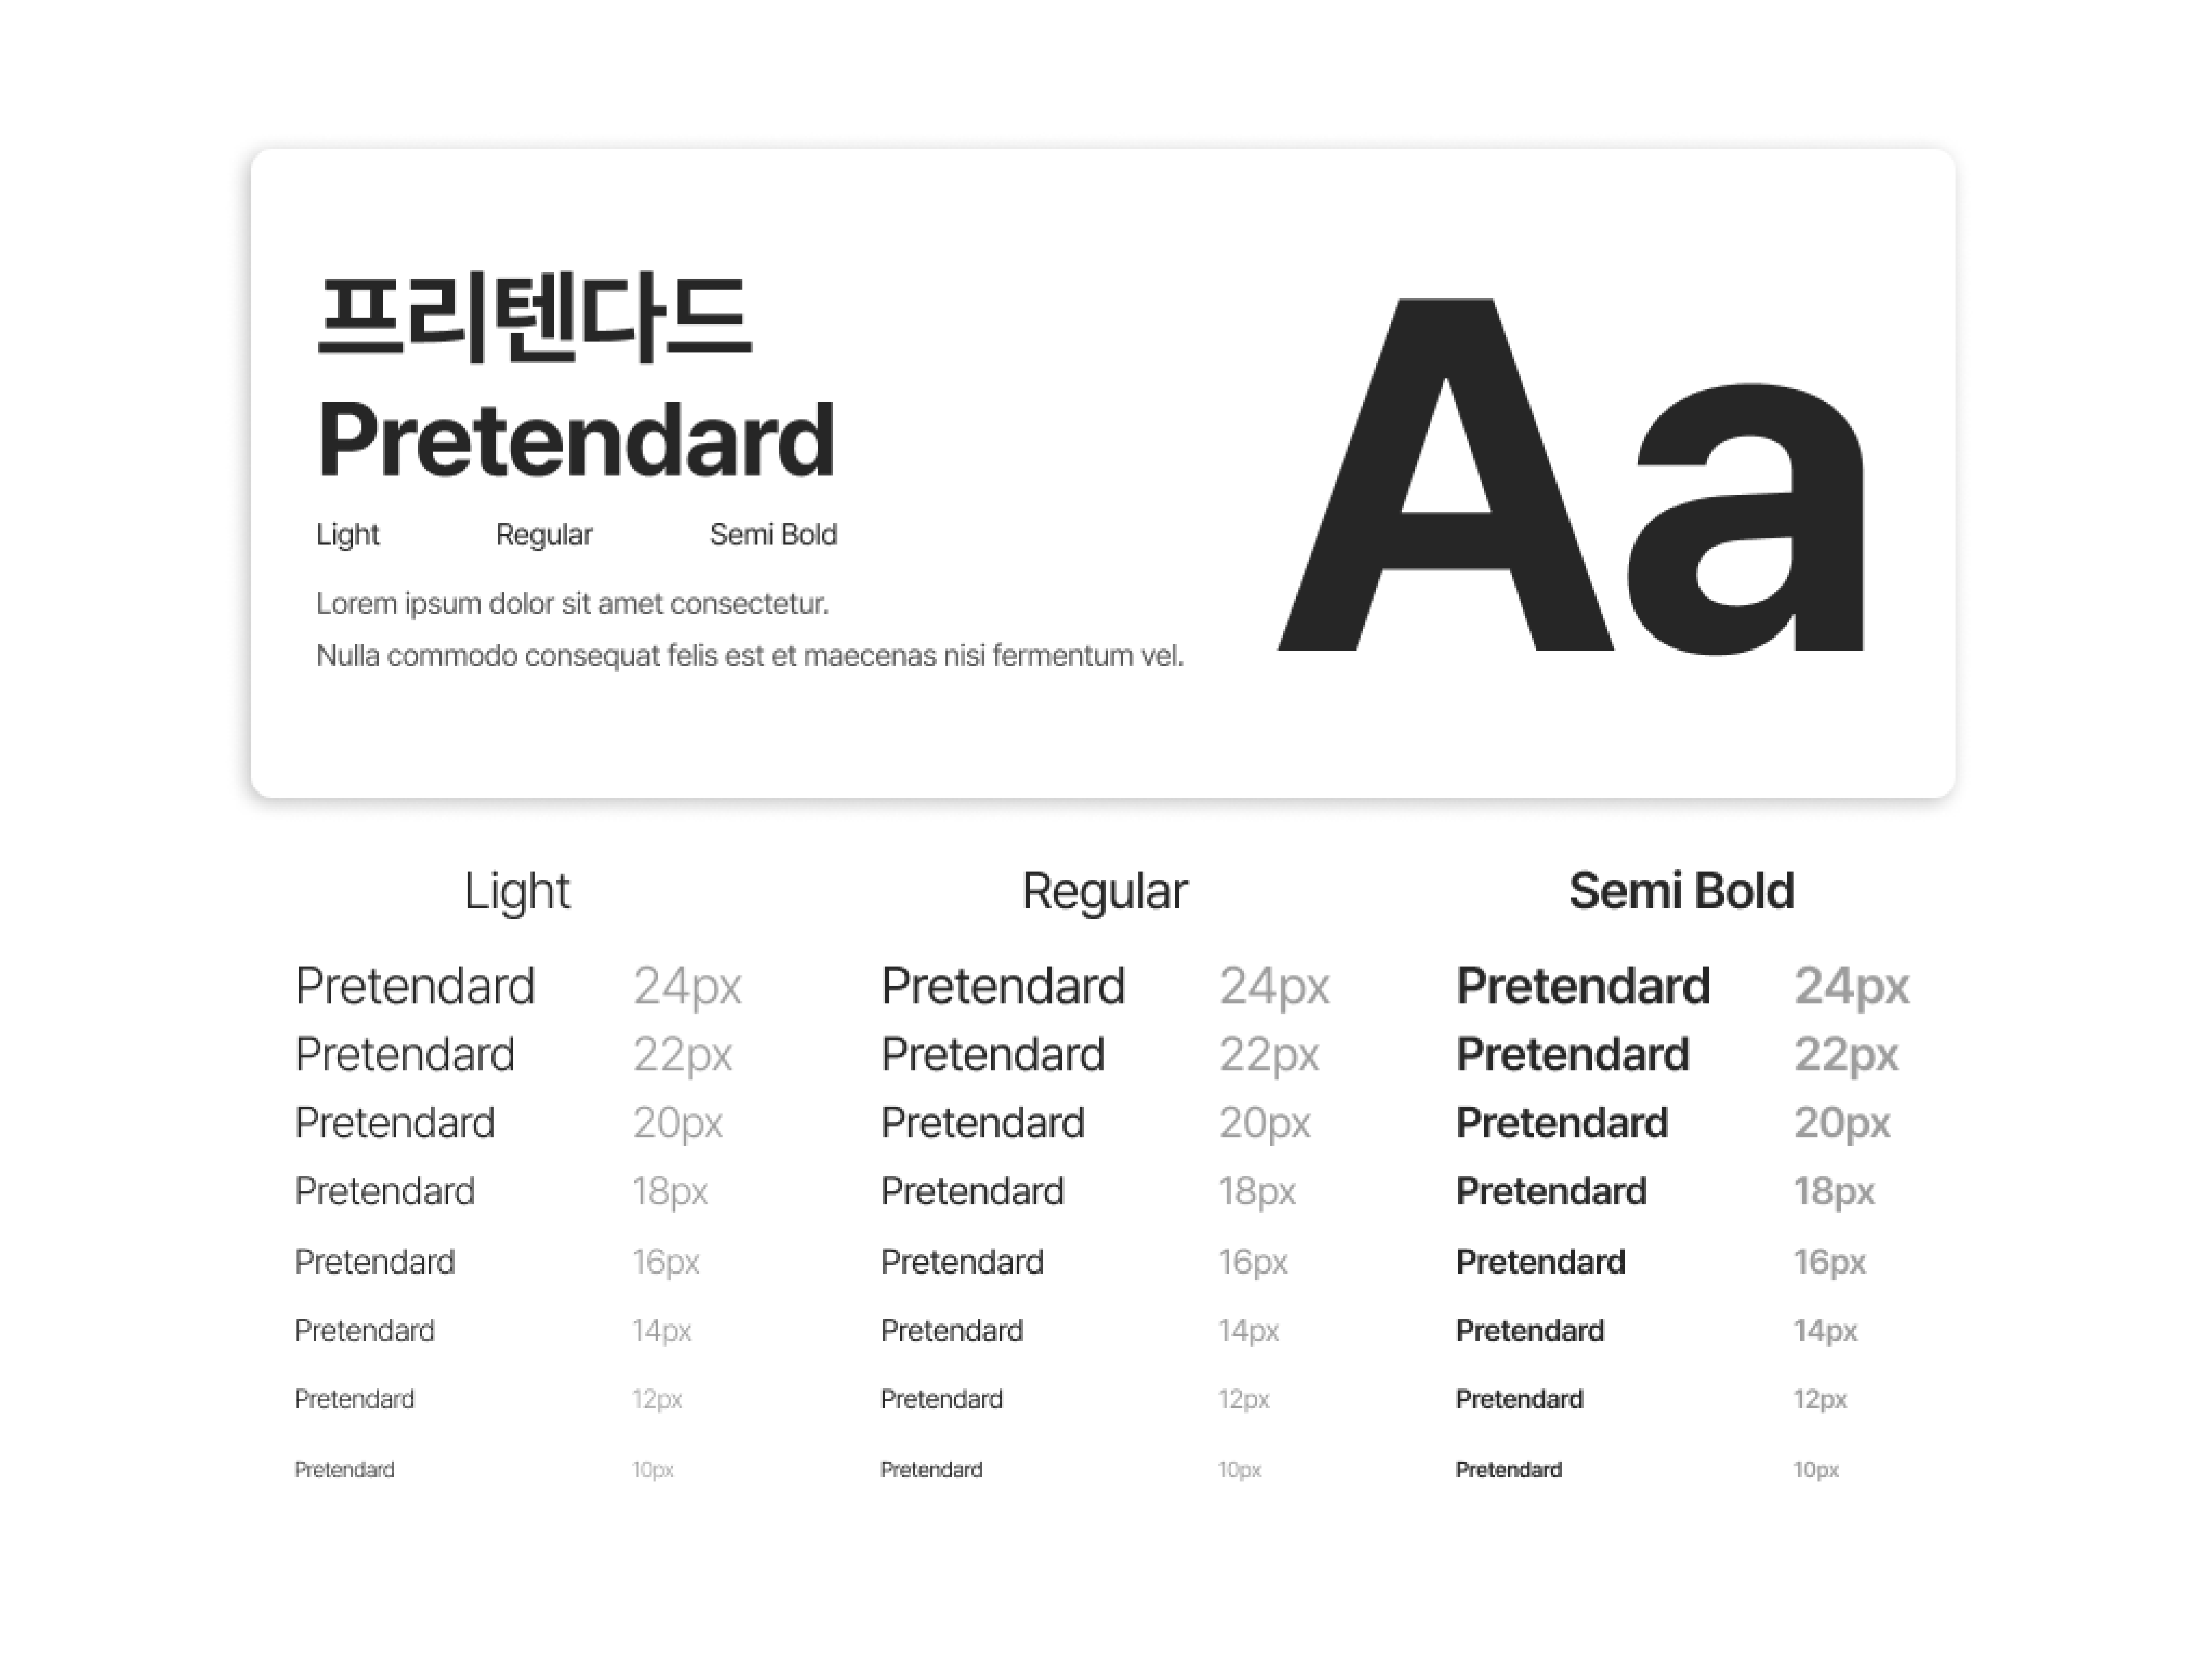 프리텐다드
Pretendard
Light Regular Semi Bold
Lorem ipsum dolor sit amet consectetur.
Nulla commodo consequat felis est et maecenas nisi fermentum vel.
Aa
Light Regular Semi Bold
Pretendard 24px Pretendard 24px Pretendard 24px
Pretendard 22px Pretendard 22px Pretendard 22px
Pretendard 20px Pretendard 20px Pretendard 20px
Pretendard 18px Pretendard 18px Pretendard 18px
Pretendard 16px Pretendard 16px Pretendard 16px
Pretendard 14px Pretendard 14px Pretendard 14px
Pretendard 12px Pretendard 12px Pretendard 12px
Pretendard 10px Pretendard 10px Pretendard 10px